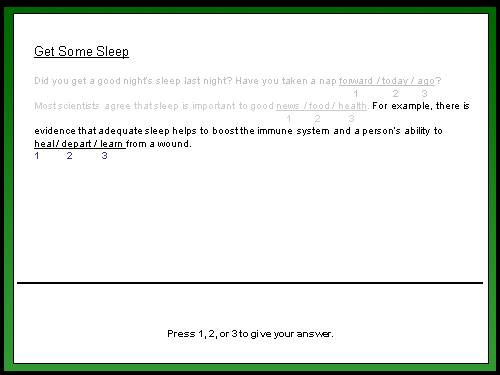 Get Some Sleep
Did you get a good night's sleep last night? Have you taken a nap forward / today / ago?
1 2 3
Most scientists agree that sleep is important to good news / food / health. For example, there is
1 2 3
evidence that adequate sleep helps to boost the immune system and a person's ability to
heal / depart / learn from a wound.
1 2 3
Press 1, 2, or 3 to give your answer.